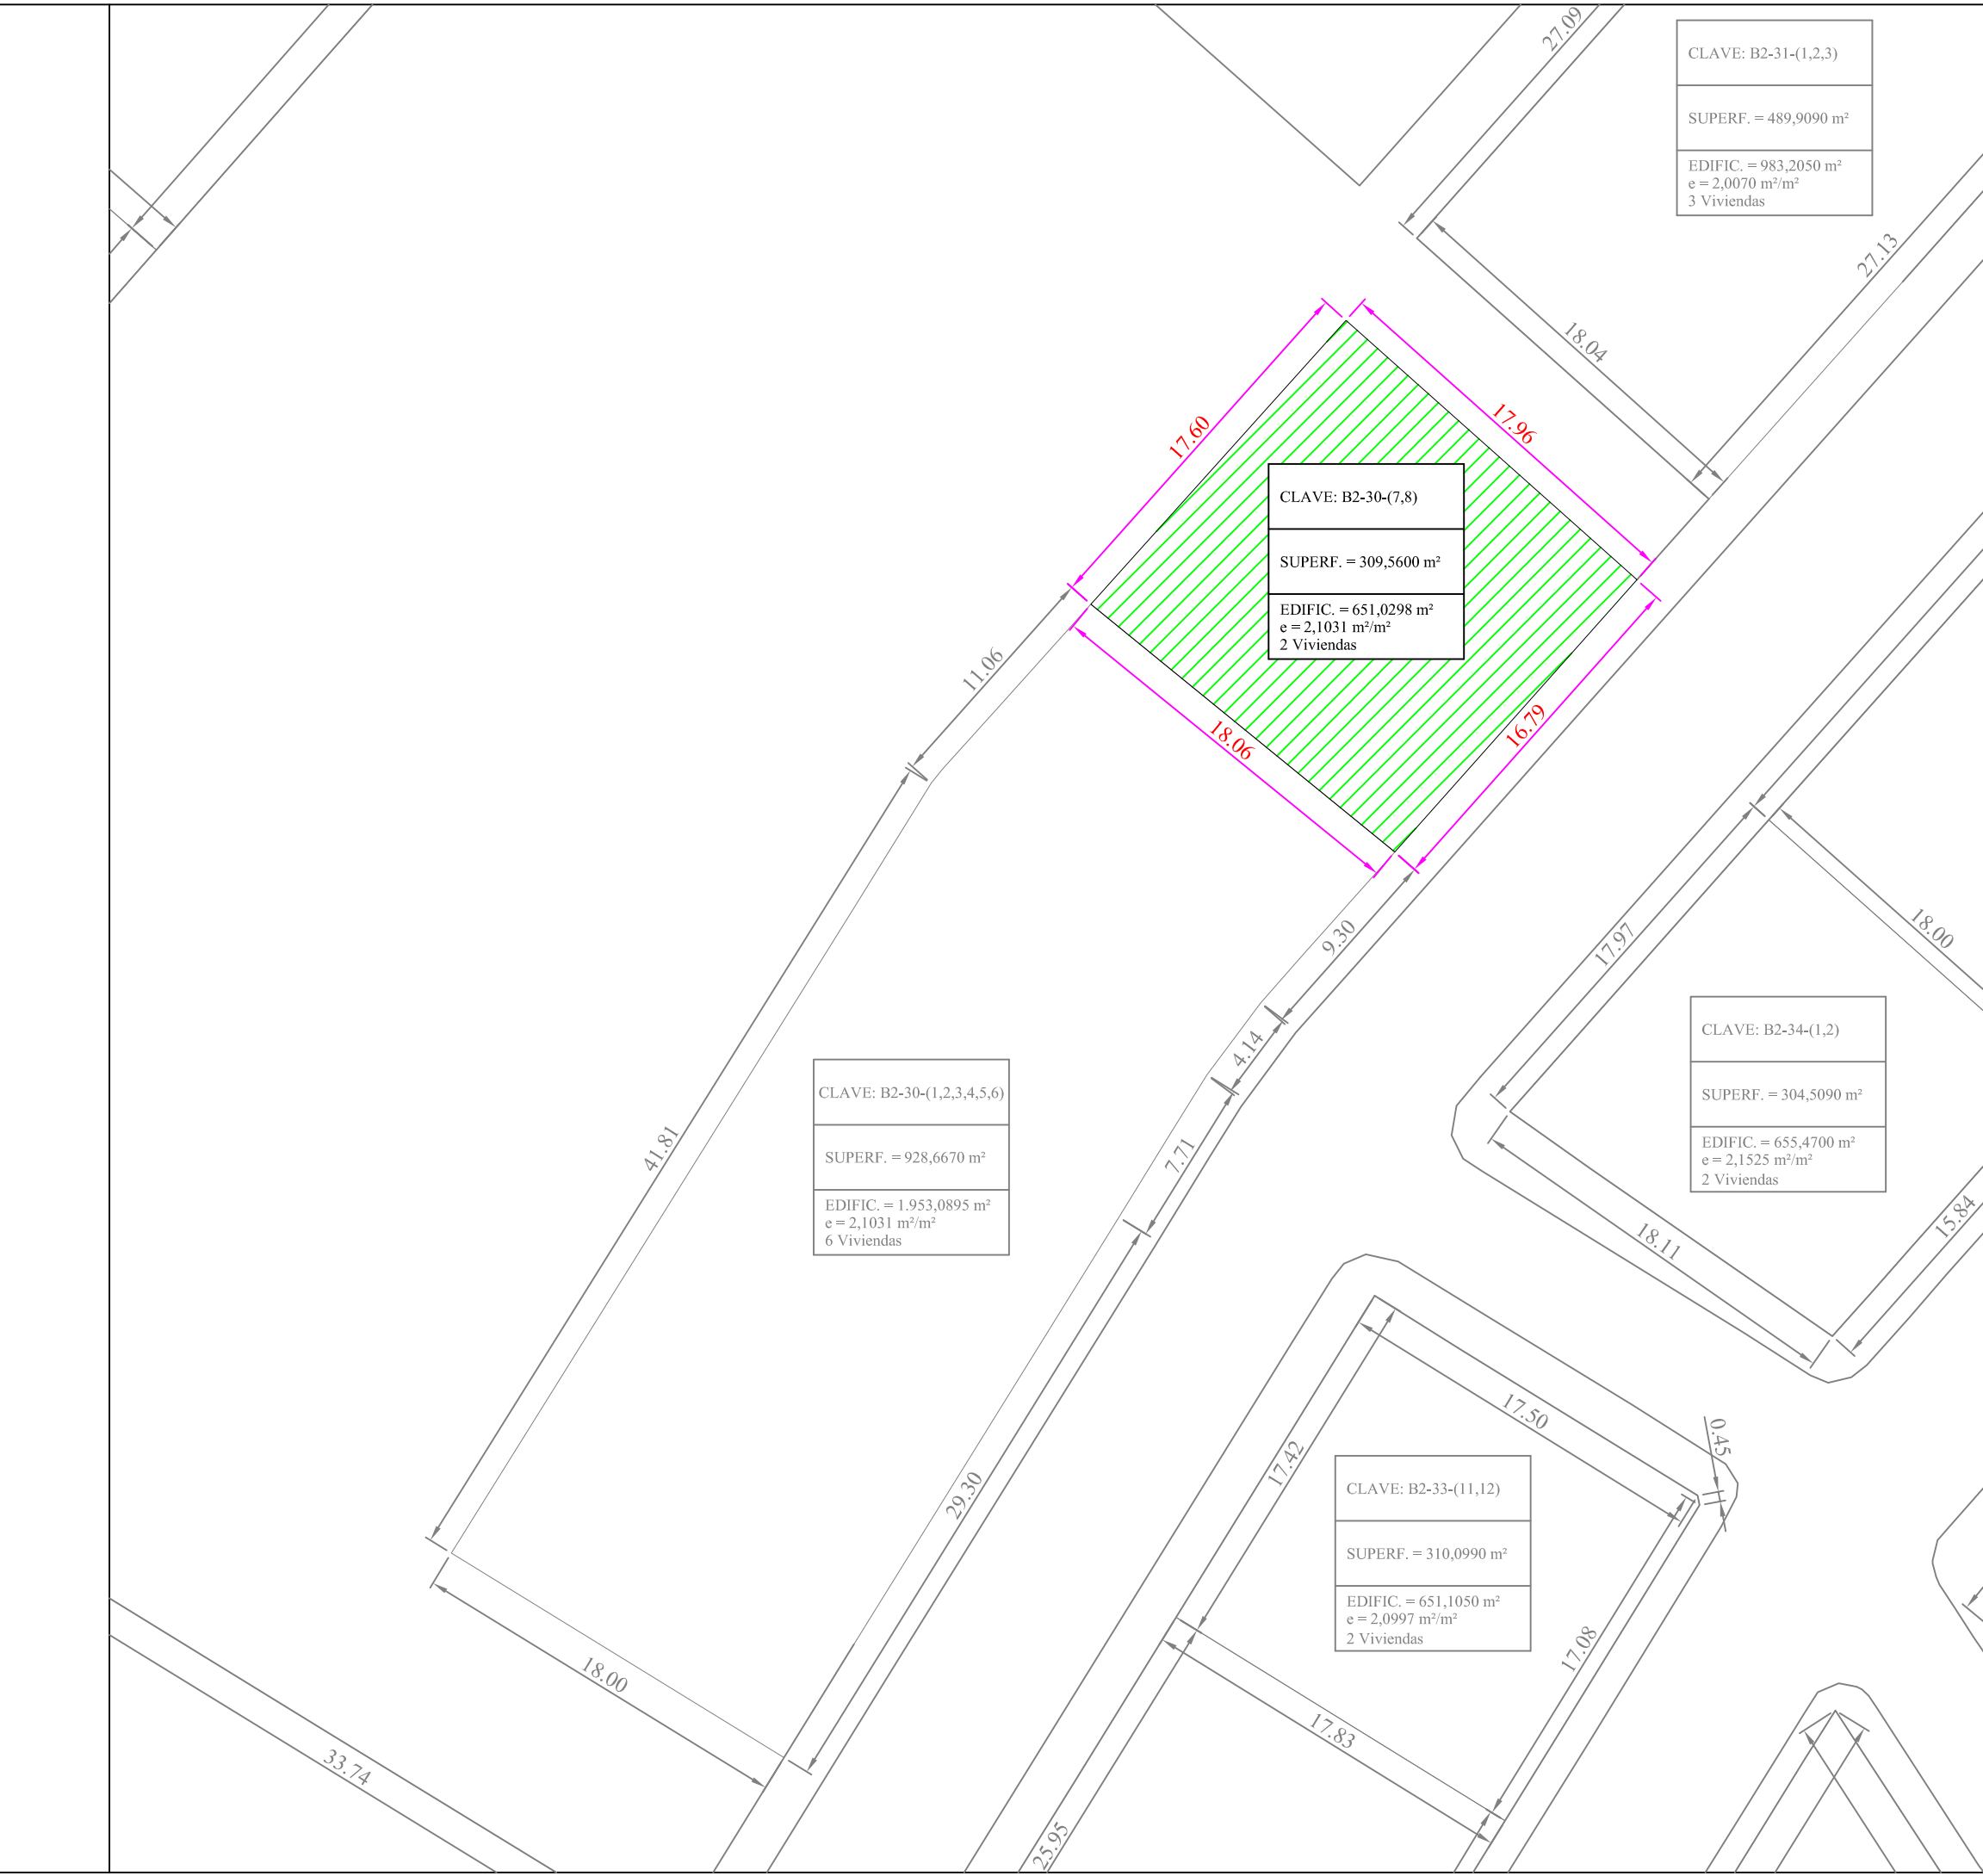 27.09
CLAVE: B2-31-(1,2,3)
SUPERF. = 489,9090 m²
EDIFIC. = 983,2050 m²
e = 2,0070 m²/m²
3 Viviendas
27.13
18.04
17.60
17.96
CLAVE: B2-30-(7,8)
SUPERF. = 309,5600 m²
EDIFIC. = 651,0298 m²
e = 2,1031 m²/m²
2 Viviendas
11.06
18.06
16.79
9.30
17.97
18.00
4.14
CLAVE: B2-34-(1,2)
SUPERF. = 304,5090 m²
EDIFIC. = 655,4700 m²
e = 2,1525 m²/m²
2 Viviendas
CLAVE: B2-30-(1,2,3,4,5,6)
SUPERF. = 928,6670 m²
EDIFIC. = 1.953,0895 m²
e = 2,1031 m²/m²
6 Viviendas
41.81
7.71
18.11
15.84
17.50
0.45
17.42
29.30
CLAVE: B2-33-(11,12)
SUPERF. = 310,0990 m²
EDIFIC. = 651,1050 m²
e = 2,0997 m²/m²
2 Viviendas
17.08
18.00
17.83
33.74
25.95